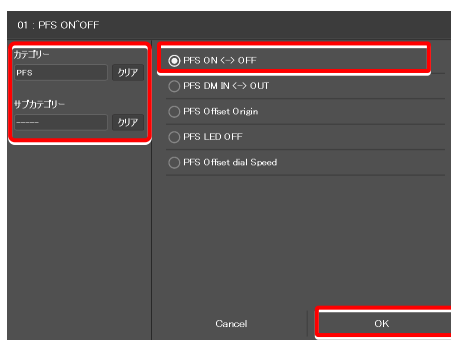 01 : PFS ON~OFF
カテゴリー
PFS
クリア
サブカテゴリー
-----
クリア
PFS ON <-> OFF
PFS DM IN <-> OUT
PFS Offset Origin
PFS LED OFF
PFS Offset dial Speed
Cancel
OK